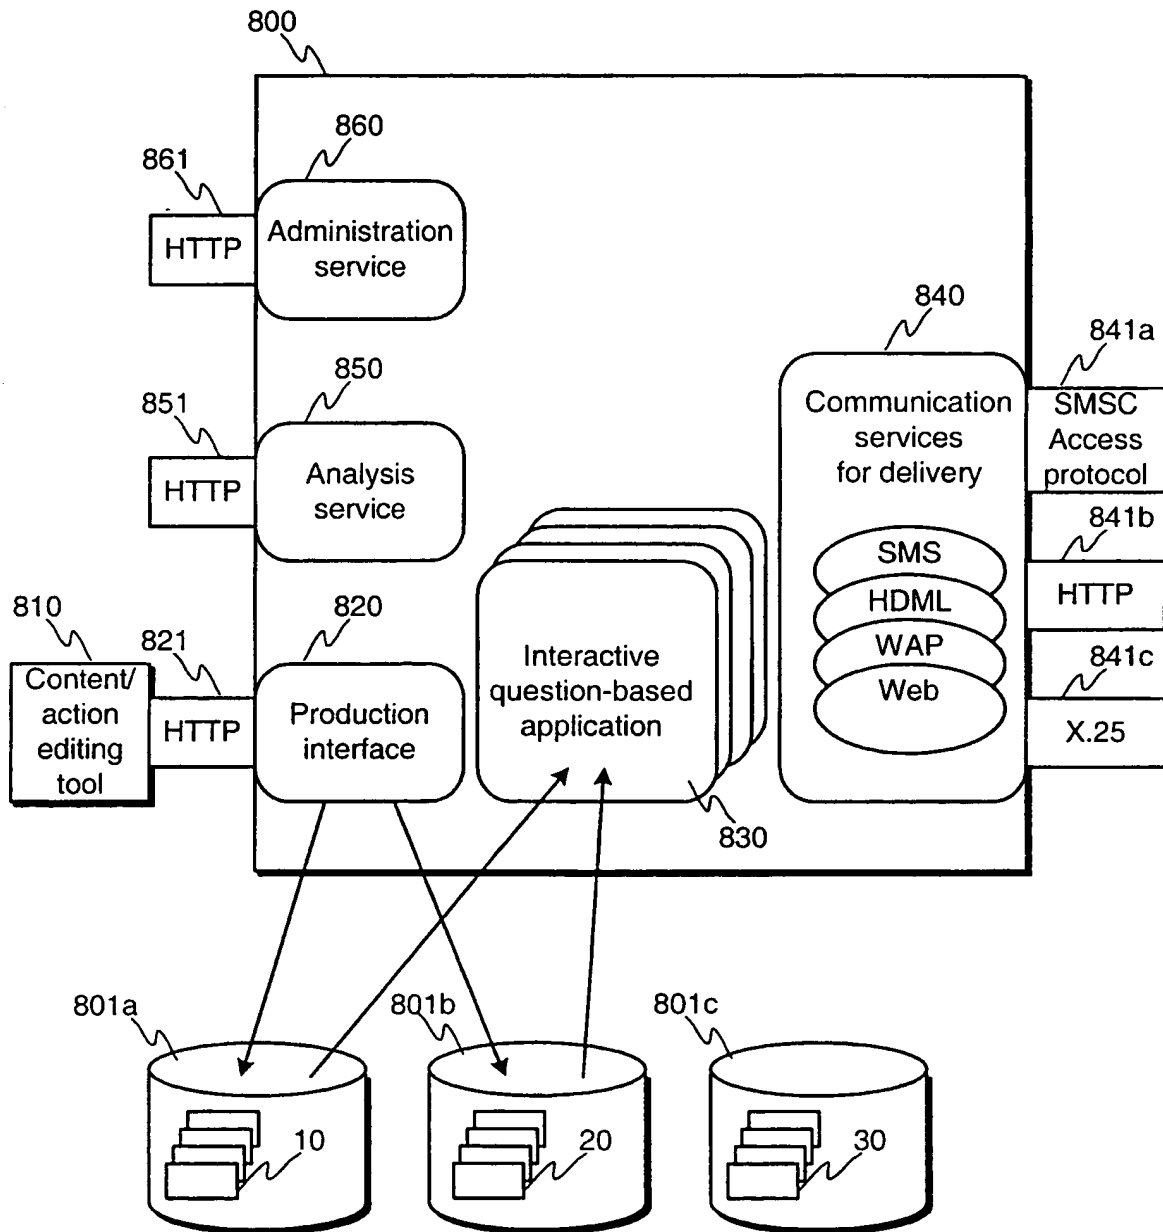 800
860
861
HTTP
Administration
service
840
841a
850
851
HTTP
Analysis
service
Communication
services
for delivery
SMSC
Access
protocol
841b
SMS
HDML
WAP
Web
HTTP
841c
X.25
810
820
821
Content/
action
editing
tool
HTTP
Production
interface
Interactive
question-based
application
830
801a
801b
801c
10
20
30